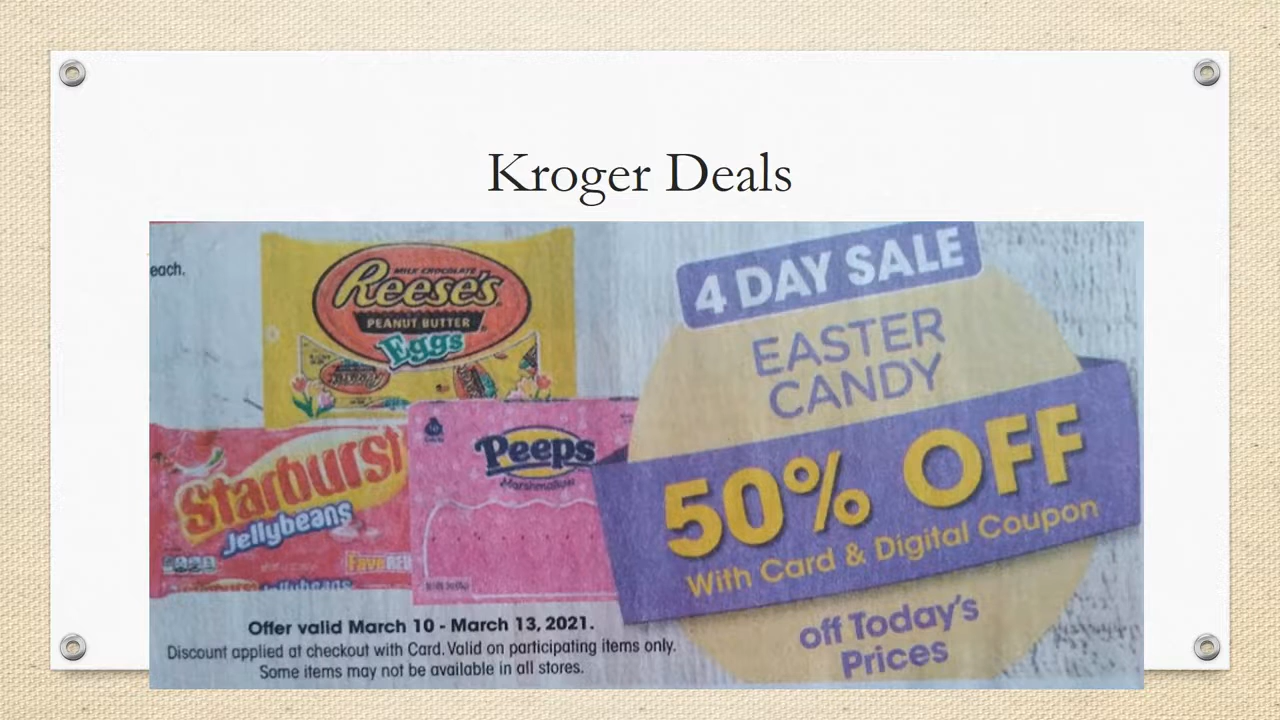 Kroger Deals
each.
MILK CHOCOLATE
Reese's
PEANUT BUTTER
Eggs
Starburst
Jellybeans
Fave
Peeps
Marshmallow
4 DAY SALE
EASTER
CANDY
50% OFF
With Card & Digital Coupon
off Today's
Prices
Offer valid March 10 - March 13, 2021.
Discount applied at checkout with Card. Valid on participating items only.
Some items may not be available in all stores.